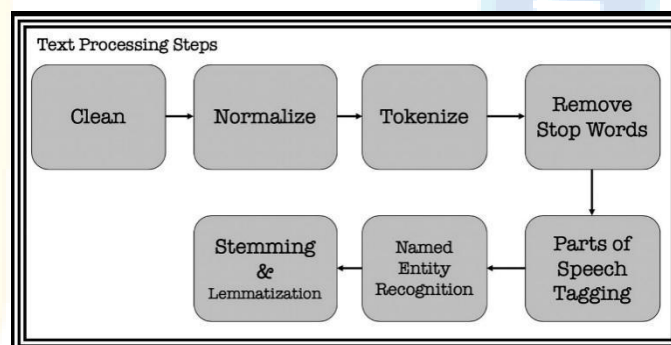 Text Processing Steps
Clean
Normalize
Tokenize
Remove
Stop Words
Parts of
Speech
Tagging
Named
Entity
Recognition
Stemming
&
Lemmatization